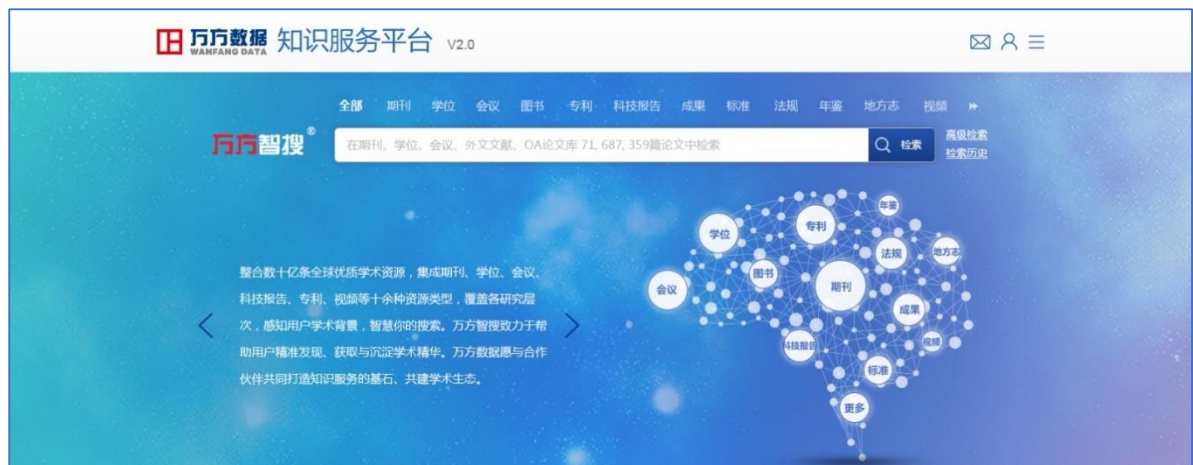 万方数据 知识服务平台 V2.0
WANFANG DATA
全部 期刊 学位 会议 图书 专利 科技报告 成果 标准 法规 年鉴 地方志 视频
万方智搜®
在期刊、学位、会议、外文文献、OA论文库 71, 687, 359篇论文中检索
检索
高级检索
检索历史
整合数十亿条全球优质学术资源，集成期刊、学位、会议、
科技报告、专利、视频等十余种资源类型，覆盖各研究层
次，感知用户学术背景，智慧你的搜索。万方智搜致力于帮
助用户精准发现、获取与沉淀学术精华。万方数据愿与合作
伙伴共同打造知识服务的基石、共建学术生态。
年鉴
专利
学位
法规
地方志
图书
会议
期刊
成果
视频
科技报告
标准
更多